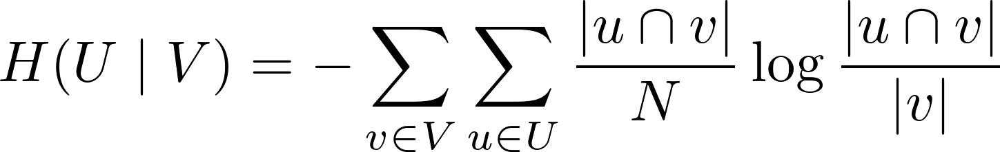 H(U | V) = − ∑_{v∈V} ∑_{u∈U} \frac{|u ∩ v|}{N} log \frac{|u ∩ v|}{|v|}